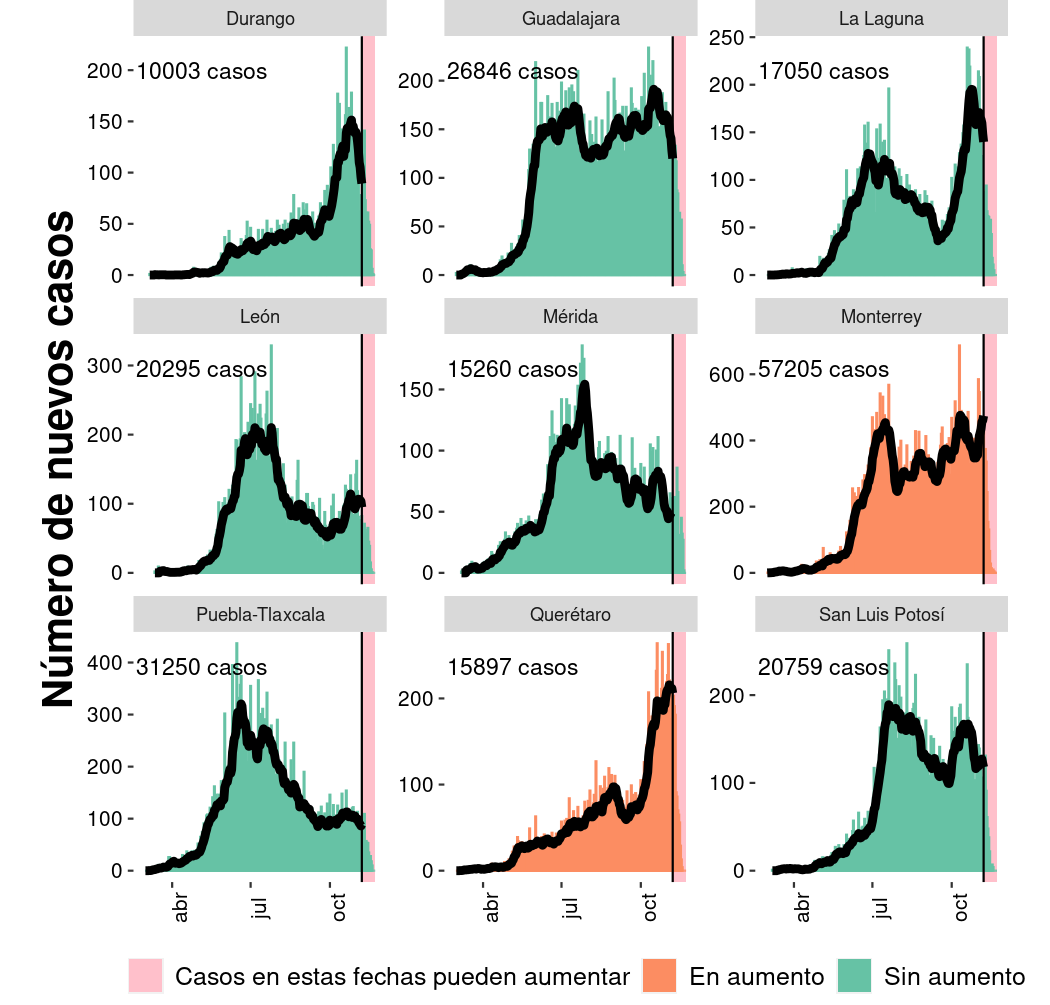 Durango
Guadalajara
La Laguna
10003 casos
26846 casos
17050 casos
200
150
100
50
0
200
150
100
50
0
250
200
150
100
50
0
León
Mérida
Monterrey
20295 casos
15260 casos
57205 casos
300
200
100
0
150
100
50
0
600
400
200
0
Puebla-Tlaxcala
Querétaro
San Luis Potosí
31250 casos
15897 casos
20759 casos
400
300
200
100
0
200
100
0
200
100
0
abr
jul
oct
abr
jul
oct
abr
jul
oct
Número de nuevos casos
Casos en estas fechas pueden aumentar
En aumento
Sin aumento